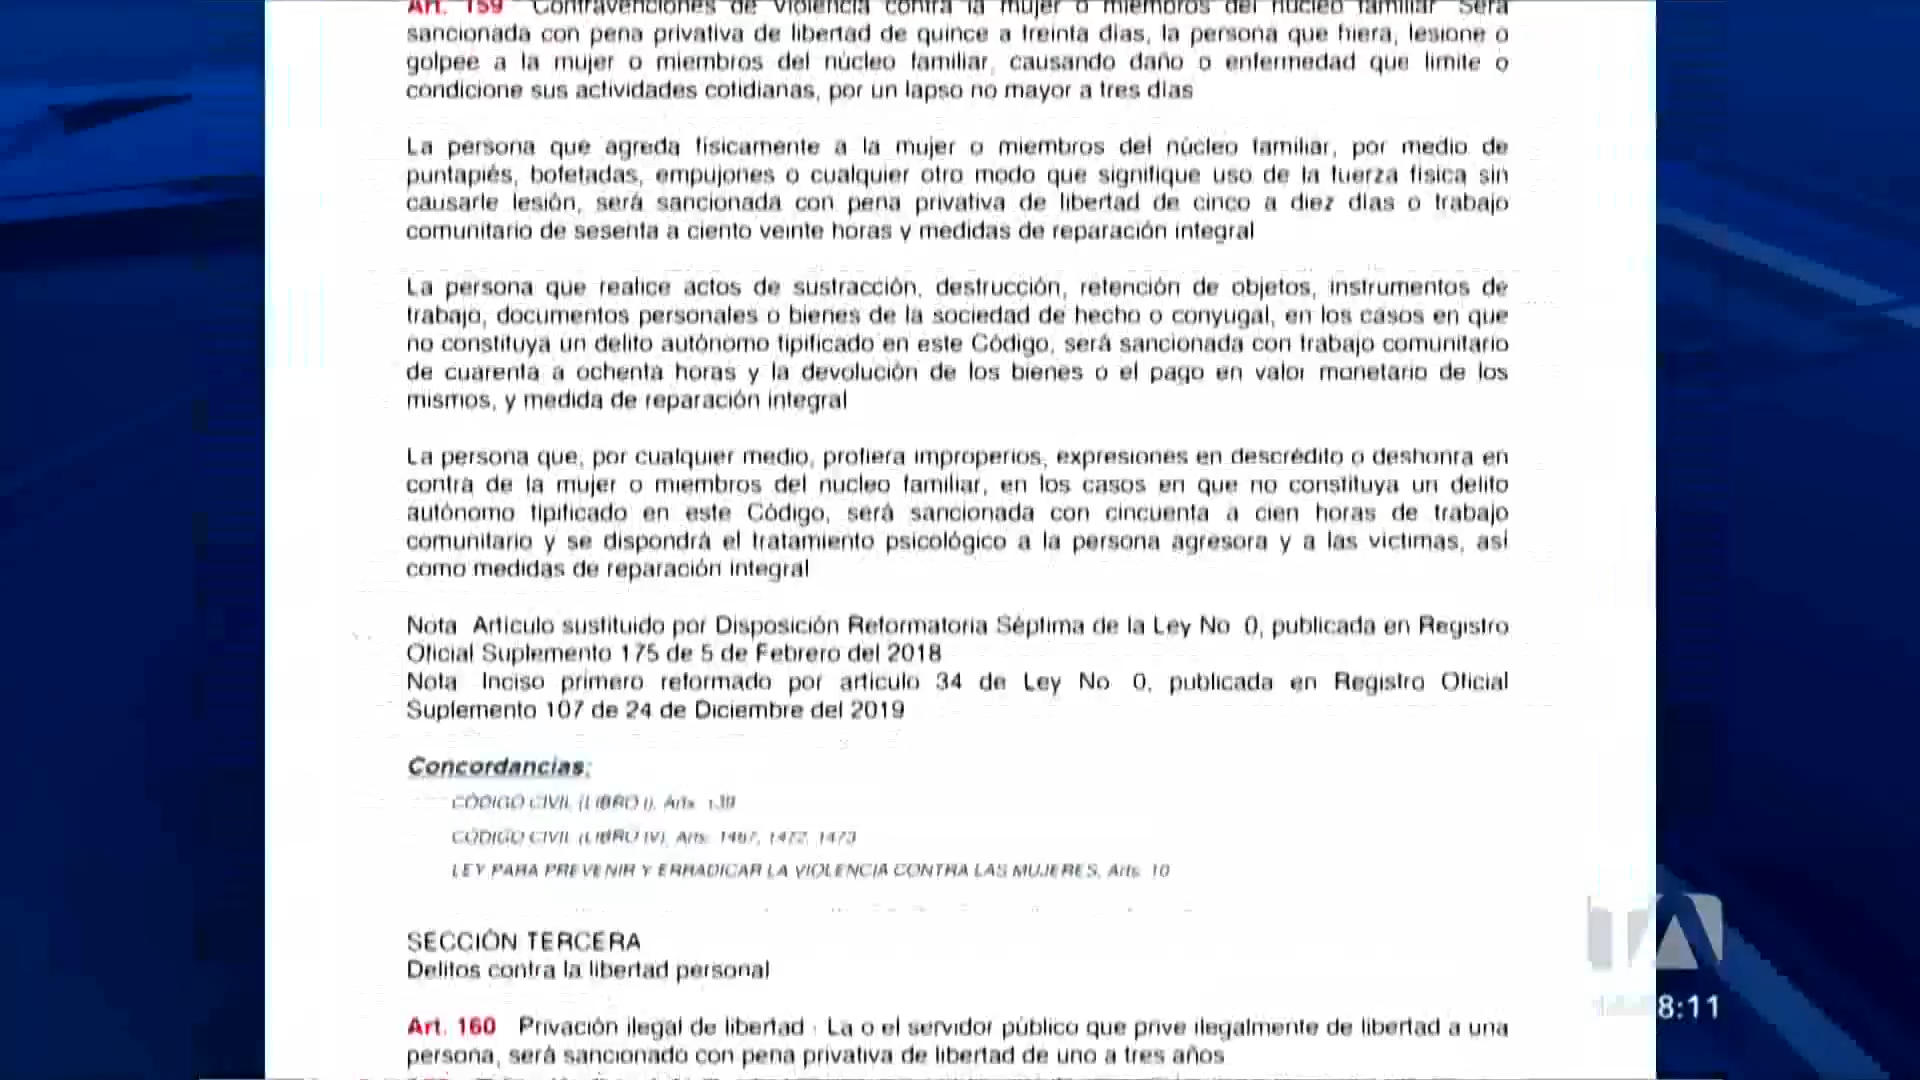 Art. 159 Contravenciones de violencia contra la mujer o miembros del núcleo familiar Será
sancionada con pena privativa de libertad de quince a treinta días, la persona que hiera, lesione o
golpee a la mujer o miembros del núcleo familiar, causando daño o enfermedad que limite o
condicione sus actividades cotidianas, por un lapso no mayor a tres días
La persona que agreda físicamente a la mujer o miembros del núcleo familiar, por medio de
puntapiés, bofetadas, empujones o cualquier otro modo que signifique uso de la fuerza física sin
causarle lesión, será sancionada con pena privativa de libertad de cinco a diez días o trabajo
comunitario de sesenta a ciento veinte horas y medidas de reparación integral
La persona que realice actos de sustracción, destrucción, retención de objetos, instrumentos de
trabajo, documentos personales o bienes de la sociedad de hecho o conyugal, en los casos en que
no constituya un delito autónomo tipificado en este Código, será sancionada con trabajo comunitario
de cuarenta a ochenta horas y la devolución de los bienes o el pago en valor monetario de los
mismos, y medida de reparación integral
La persona que, por cualquier medio, profiera improperios, expresiones en descrédito o deshonra en
contra de la mujer o miembros del núcleo familiar, en los casos en que no constituya un delito
autónomo tipificado en este Código, será sancionada con cincuenta a cien horas de trabajo
comunitario y se dispondrá el tratamiento psicológico a la persona agresora y a las víctimas, así
como medidas de reparación integral
Nota Artículo sustituido por Disposición Reformatoria Séptima de la Ley No 0, publicada en Registro
Oficial Suplemento 175 de 5 de Febrero del 2018
Nota Inciso primero reformado por artículo 34 de Ley No 0, publicada en Registro Oficial
Suplemento 107 de 24 de Diciembre del 2019
Concordancias:
CÓDIGO CIVIL (LIBRO I), Arts. 139
CÓDIGO CIVIL (LIBRO IV), Arts. 1467, 1472, 1473
LEY PARA PREVENIR Y ERRADICAR LA VIOLENCIA CONTRA LAS MUJERES, Arts. 10
SECCIÓN TERCERA
Delitos contra la libertad personal
Art. 160 Privación ilegal de libertad - La o el servidor público que prive ilegalmente de libertad a una
persona, será sancionado con pena privativa de libertad de uno a tres años
TA
8:11